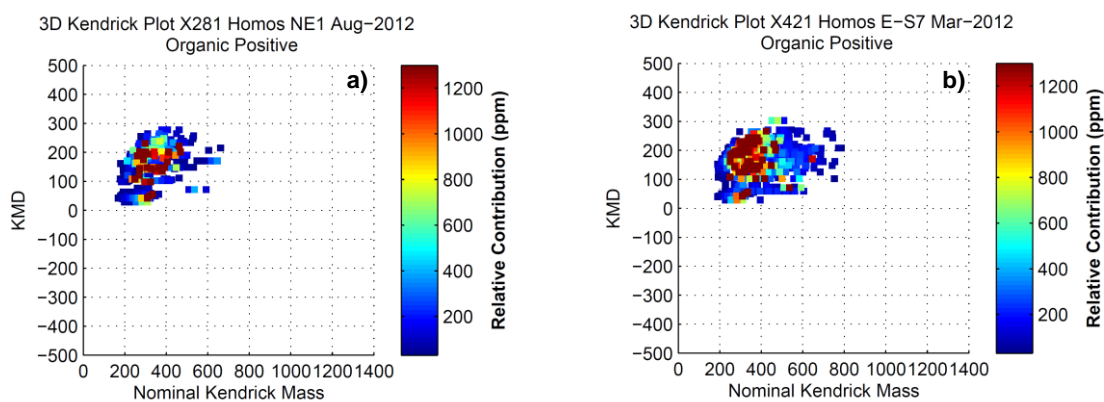 3D Kendrick Plot X281 Homos NE1 Aug−2012
Organic Positive
a)
500
400
300
200
100
0
−100
−200
−300
−400
−500
KMD
0 200 400 600 800 1000 1200 1400
Nominal Kendrick Mass
1200
1000
800
600
400
200
Relative Contribution (ppm)
3D Kendrick Plot X421 Homos E−S7 Mar−2012
Organic Positive
b)
500
400
300
200
100
0
−100
−200
−300
−400
−500
KMD
0 200 400 600 800 1000 1200 1400
Nominal Kendrick Mass
1200
1000
800
600
400
200
Relative Contribution (ppm)